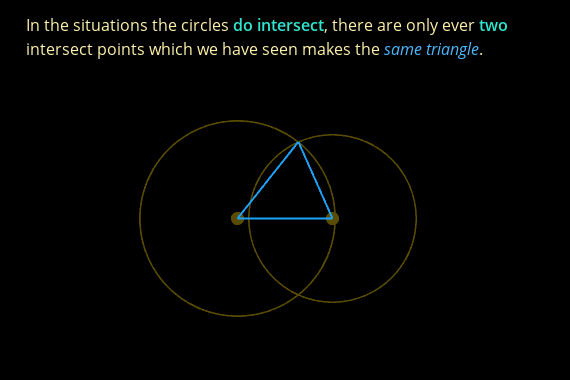 In the situations the circles do intersect, there are only ever two
intersect points which we have seen makes the same triangle.